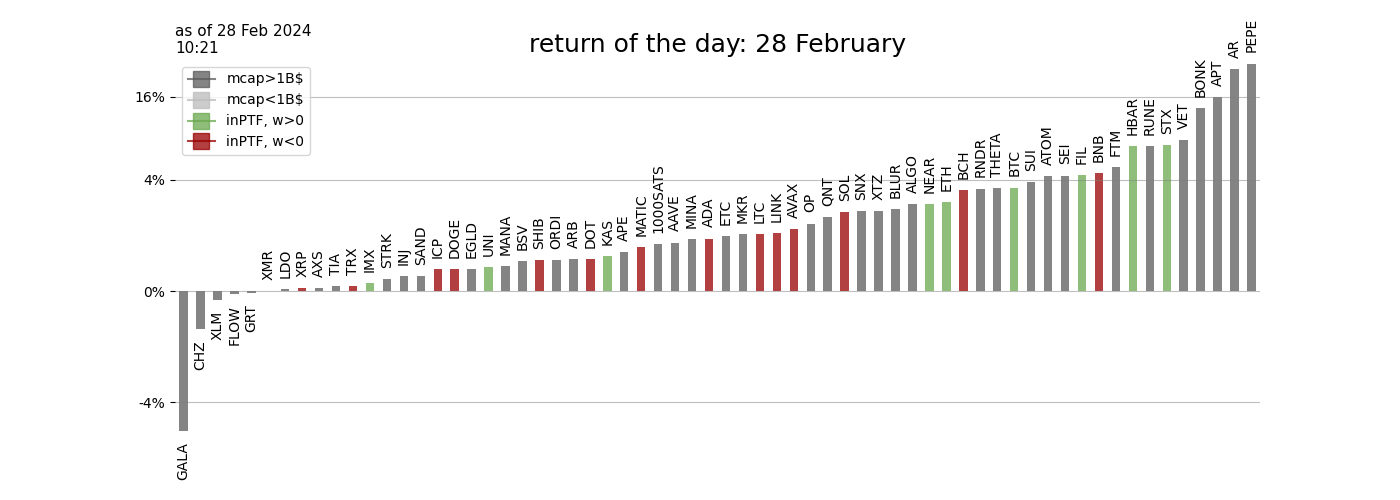 as of 28 Feb 2024
10:21
return of the day: 28 February
mcap>1B$
mcap<1B$
inPTF, w>0
inPTF, w<0
16%
4%
0%
-4%
GALA
CHZ
XLM
FLOW
GRT
XMR
LDO
XRP
AXS
TIA
TRX
IMX
STRK
INJ
SAND
ICP
DOGE
EGLD
UNI
MANA
BSV
SHIB
ORDI
ARB
DOT
KAS
APE
MATIC
1000SATS
AAVE
MINA
ADA
ETC
MKR
LTC
LINK
AVAX
OP
QNT
SOL
SNX
XTZ
BLUR
ALGO
NEAR
ETH
BCH
RNDR
THETA
BTC
SUI
ATOM
SEI
FIL
BNB
FTM
HBAR
RUNE
STX
VET
BONK
APT
AR
PEPE